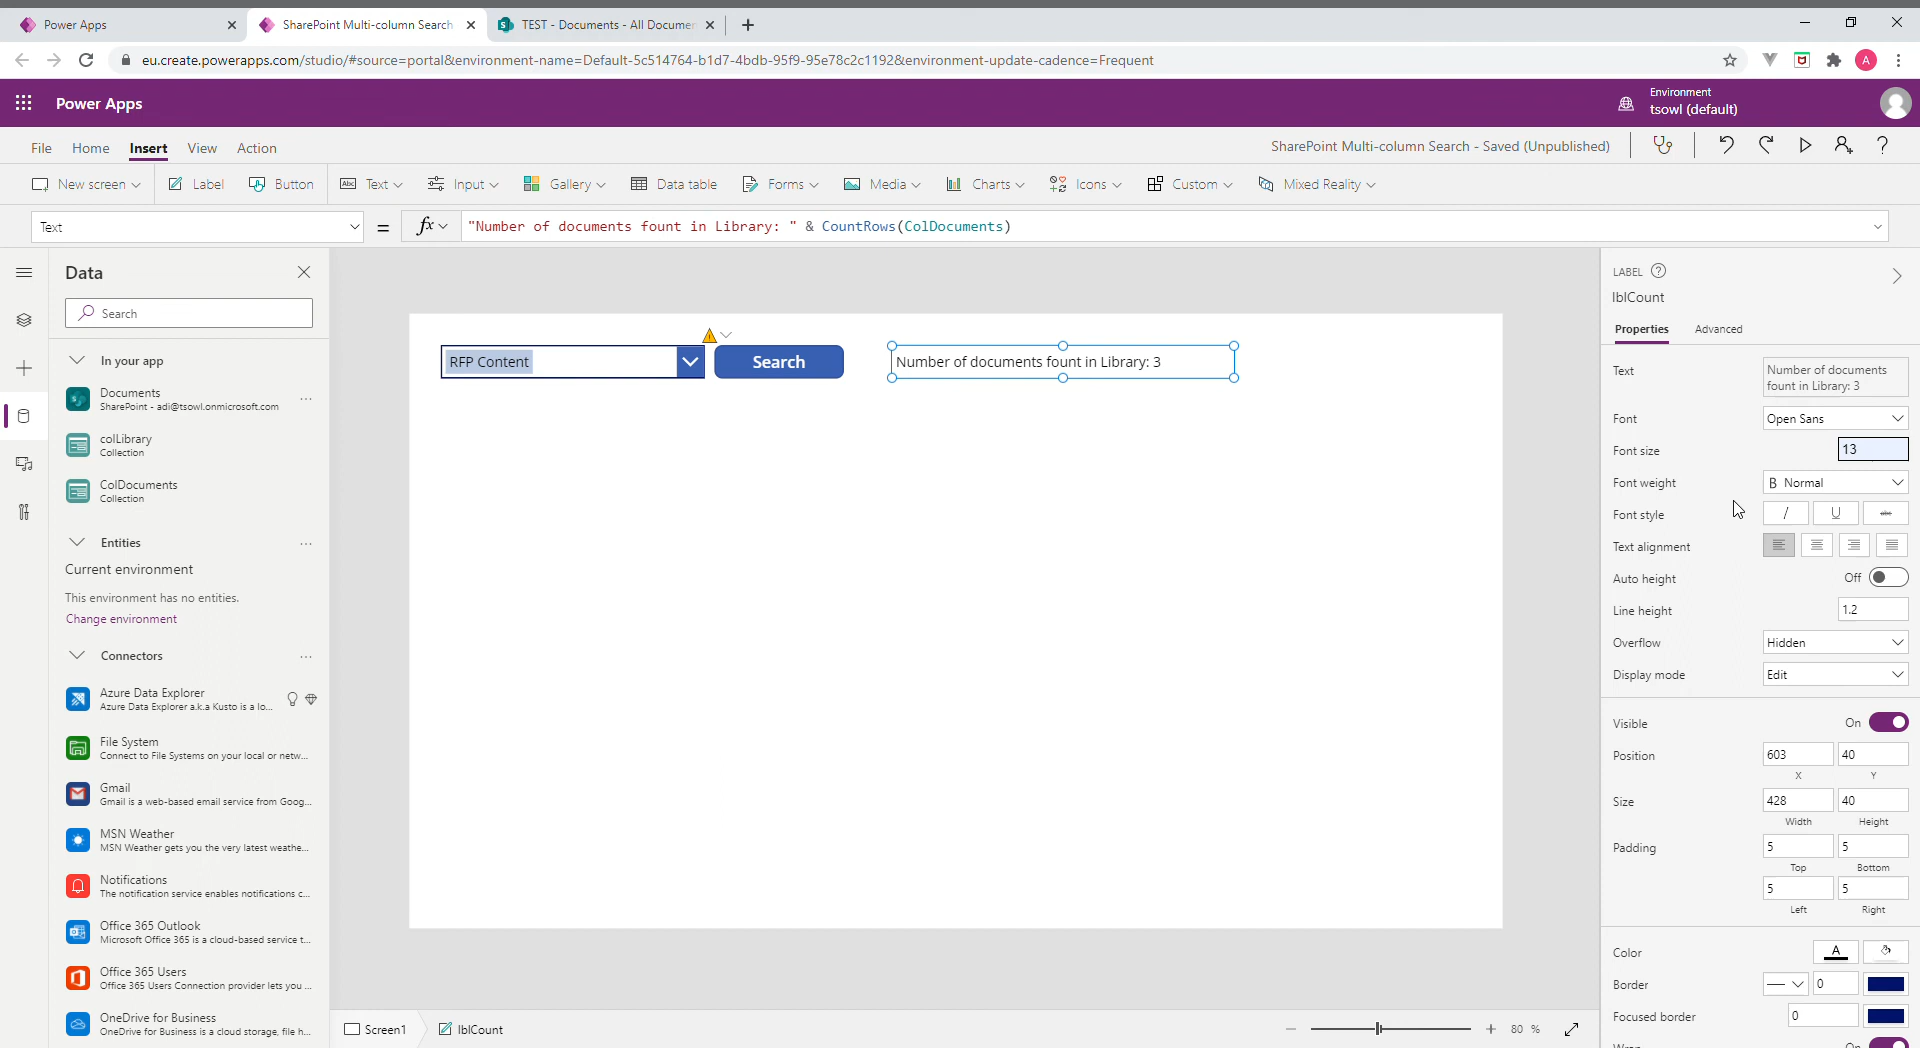 Power Apps
SharePoint Multi-column Search
TEST - Documents - All Documen
eu.create.powerapps.com/studio/#source=portal&environment-name=Default-5c514764-b1d7-4bdb-95f9-95e78c2c1192&environment-update-cadence=Frequent
A
Power Apps
Environment
tsowl (default)
File Home Insert View Action
SharePoint Multi-column Search - Saved (Unpublished)
New screen Label Button Text Input Gallery Data table Forms Media Charts Icons Custom Mixed Reality
Text = fx "Number of documents fount in Library: " & CountRows(ColDocuments)
Data
Search
In your app
Documents
SharePoint - adi@tsowl.onmicrosoft.com
colLibrary
Collection
ColDocuments
Collection
Entities
Current environment
This environment has no entities.
Change environment
Connectors
Azure Data Explorer
Azure Data Explorer a.k.a Kusto is a lo...
File System
Connect to File Systems on your local or netw...
Gmail
Gmail is a web-based email service from Goog...
MSN Weather
MSN Weather gets you the very latest weathe...
Notifications
The notification service enables notifications c...
Office 365 Outlook
Microsoft Office 365 is a cloud-based service t...
Office 365 Users
Office 365 Users Connection provider lets you ...
OneDrive for Business
OneDrive for Business is a cloud storage, file h...
RFP Content
Search
Number of documents fount in Library: 3
Screen1
lblCount
80 %
LABEL
lblCount
Properties Advanced
Text
Number of documents
fount in Library: 3
Font Open Sans
Font size 13
Font weight B Normal
Font style / U abc
Text alignment
Auto height Off
Line height 1.2
Overflow Hidden
Display mode Edit
Visible On
Position 603 40
X Y
Size 428 40
Width Height
Padding 5 5
Top Bottom
5 5
Left Right
Color A
Border 0
Focused border 0
Wrap On